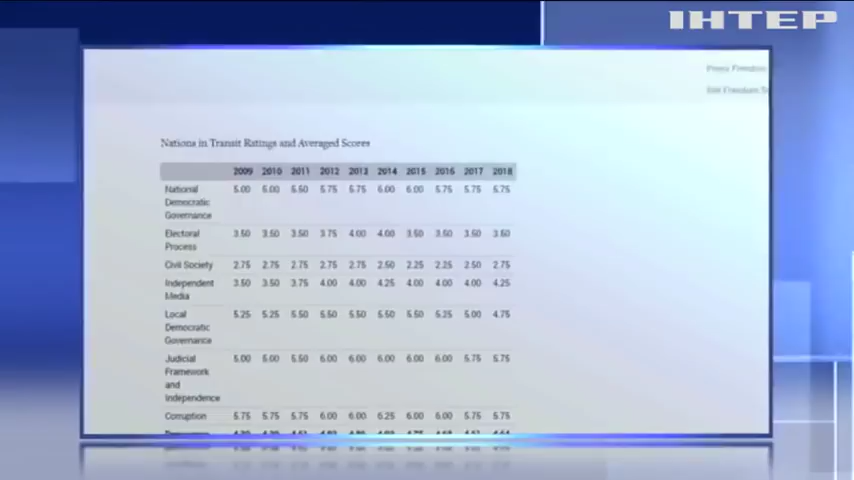 ІНТЕР
Nations in Transit Ratings and Averaged Scores
2009 2010 2011 2012 2013 2014 2015 2016 2017 2018
National Democratic Governance 5.00 5.00 5.50 5.75 5.75 6.00 6.00 5.75 5.75 5.75
Electoral Process 3.50 3.50 3.50 3.75 4.00 4.00 3.50 3.50 3.50 3.50
Civil Society 2.75 2.75 2.75 2.75 2.75 2.50 2.25 2.25 2.50 2.75
Independent Media 3.50 3.50 3.75 4.00 4.00 4.25 4.00 4.00 4.00 4.25
Local Democratic Governance 5.25 5.25 5.50 5.50 5.50 5.50 5.50 5.25 5.00 4.75
Judicial Framework and Independence 5.00 5.00 5.50 6.00 6.00 6.00 6.00 6.00 5.75 5.75
Corruption 5.75 5.75 5.75 6.00 6.00 6.25 6.00 6.00 5.75 5.75